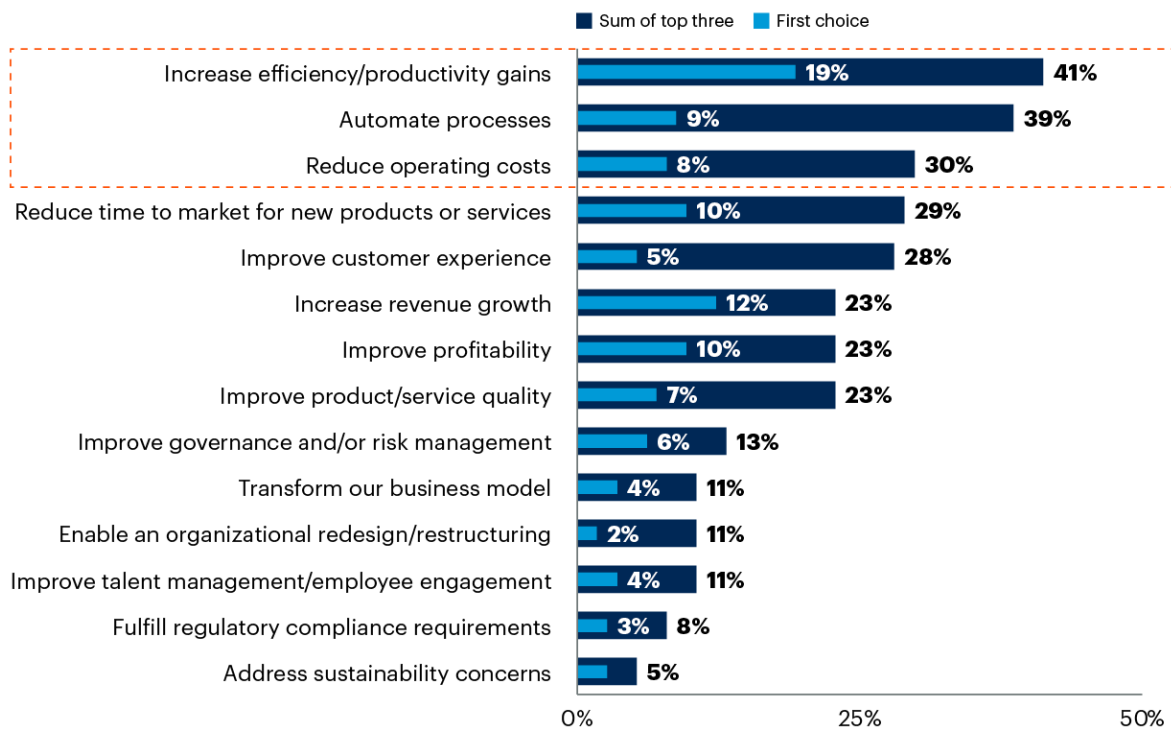 Sum of top three First choice
Increase efficiency/productivity gains 19% 41%
Automate processes 9% 39%
Reduce operating costs 8% 30%
Reduce time to market for new products or services 10% 29%
Improve customer experience 5% 28%
Increase revenue growth 12% 23%
Improve profitability 10% 23%
Improve product/service quality 7% 23%
Improve governance and/or risk management 6% 13%
Transform our business model 4% 11%
Enable an organizational redesign/restructuring 2% 11%
Improve talent management/employee engagement 4% 11%
Fulfill regulatory compliance requirements 3% 8%
Address sustainability concerns 5%
0% 25% 50%